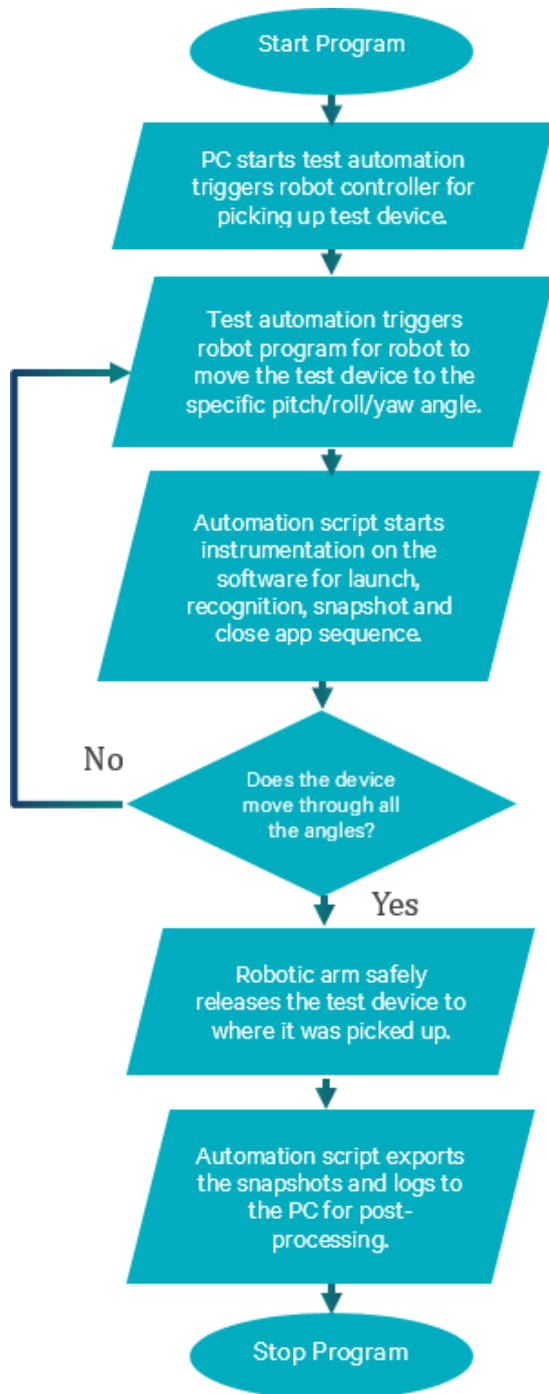 Start Program
PC starts test automation
triggers robot controller for
picking up test device.
Test automation triggers
robot program for robot to
move the test device to the
specific pitch/roll/yaw angle.
Automation script starts
instrumentation on the
software for launch,
recognition, snapshot and
close app sequence.
No
Does the device
move through all
the angles?
Yes
Robotic arm safely
releases the test device to
where it was picked up.
Automation script exports
the snapshots and logs to
the PC for post-
processing.
Stop Program